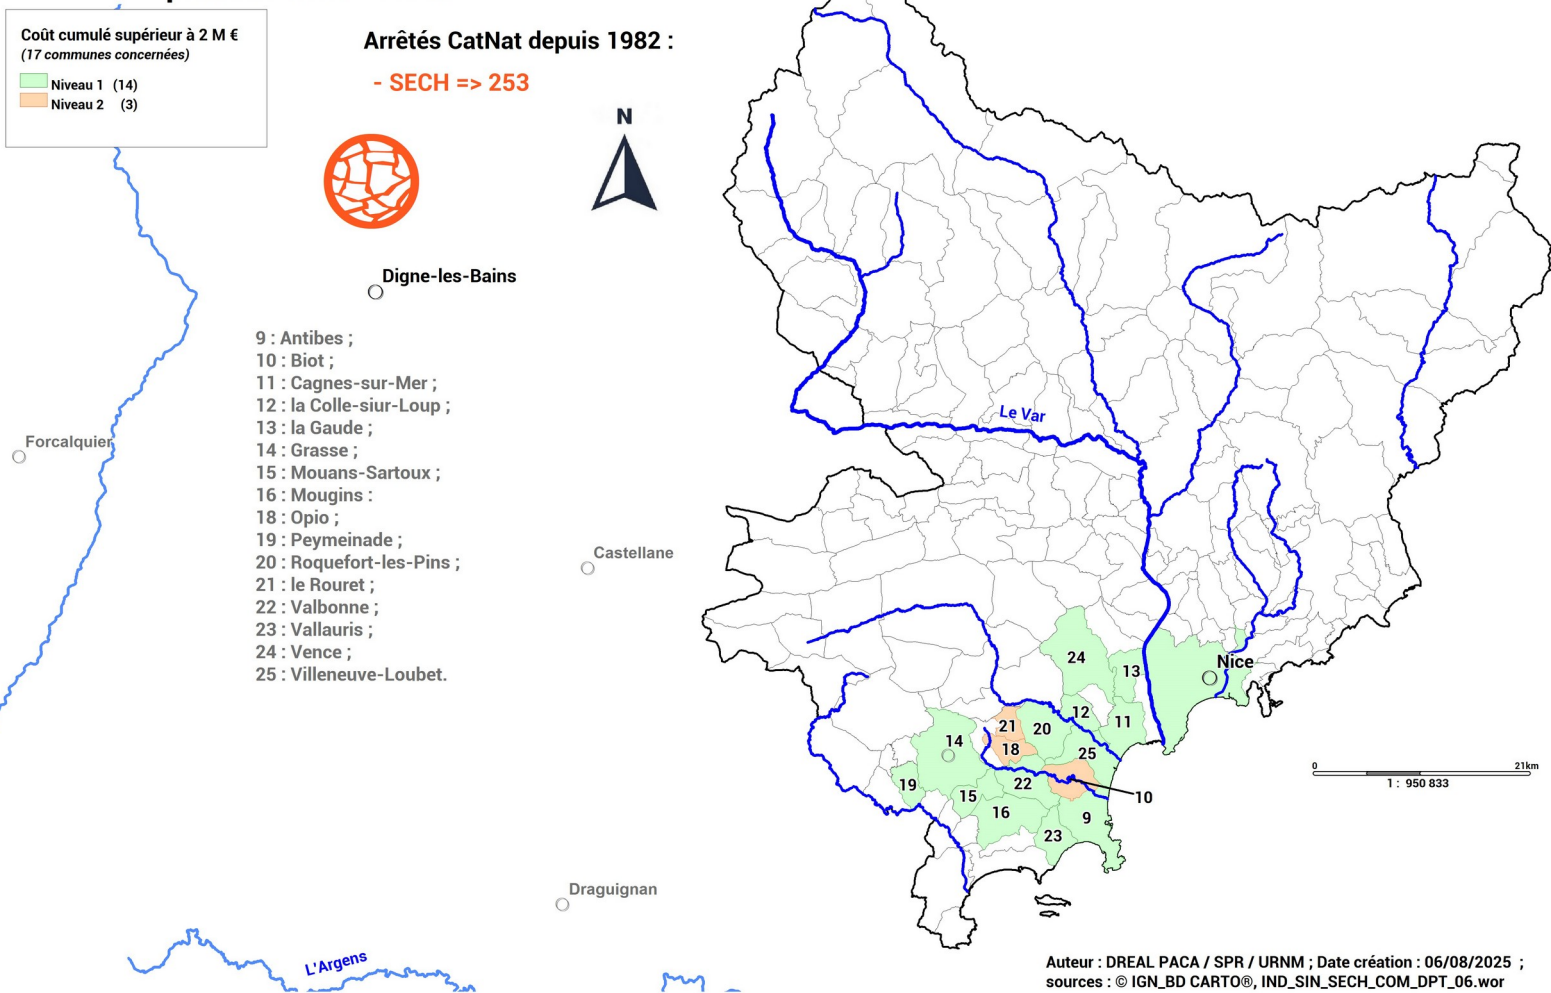 Coût cumulé supérieur à 2 M €
(17 communes concernées)
Niveau 1 (14)
Niveau 2 (3)
Arrêtés CatNat depuis 1982 :
- SECH => 253
N
Digne-les-Bains
9 : Antibes ;
10 : Biot ;
11 : Cagnes-sur-Mer ;
12 : la Colle-siur-Loup ;
13 : la Gaude ;
14 : Grasse ;
15 : Mouans-Sartoux ;
16 : Mougins :
18 : Opio ;
19 : Peymeinade ;
20 : Roquefort-les-Pins ;
21 : le Rouret ;
22 : Valbonne ;
23 : Vallauris ;
24 : Vence ;
25 : Villeneuve-Loubet.
Forcalquier
Castellane
Draguignan
L'Argens
Le Var
Nice
24
13
12
11
21
20
18
14
25
19
22
15
10
16
9
23
0 21km
1 : 950 833
Auteur : DREAL PACA / SPR / URNM ; Date création : 06/08/2025 ;
sources : © IGN_BD CARTO®, IND_SIN_SECH_COM_DPT_06.wor